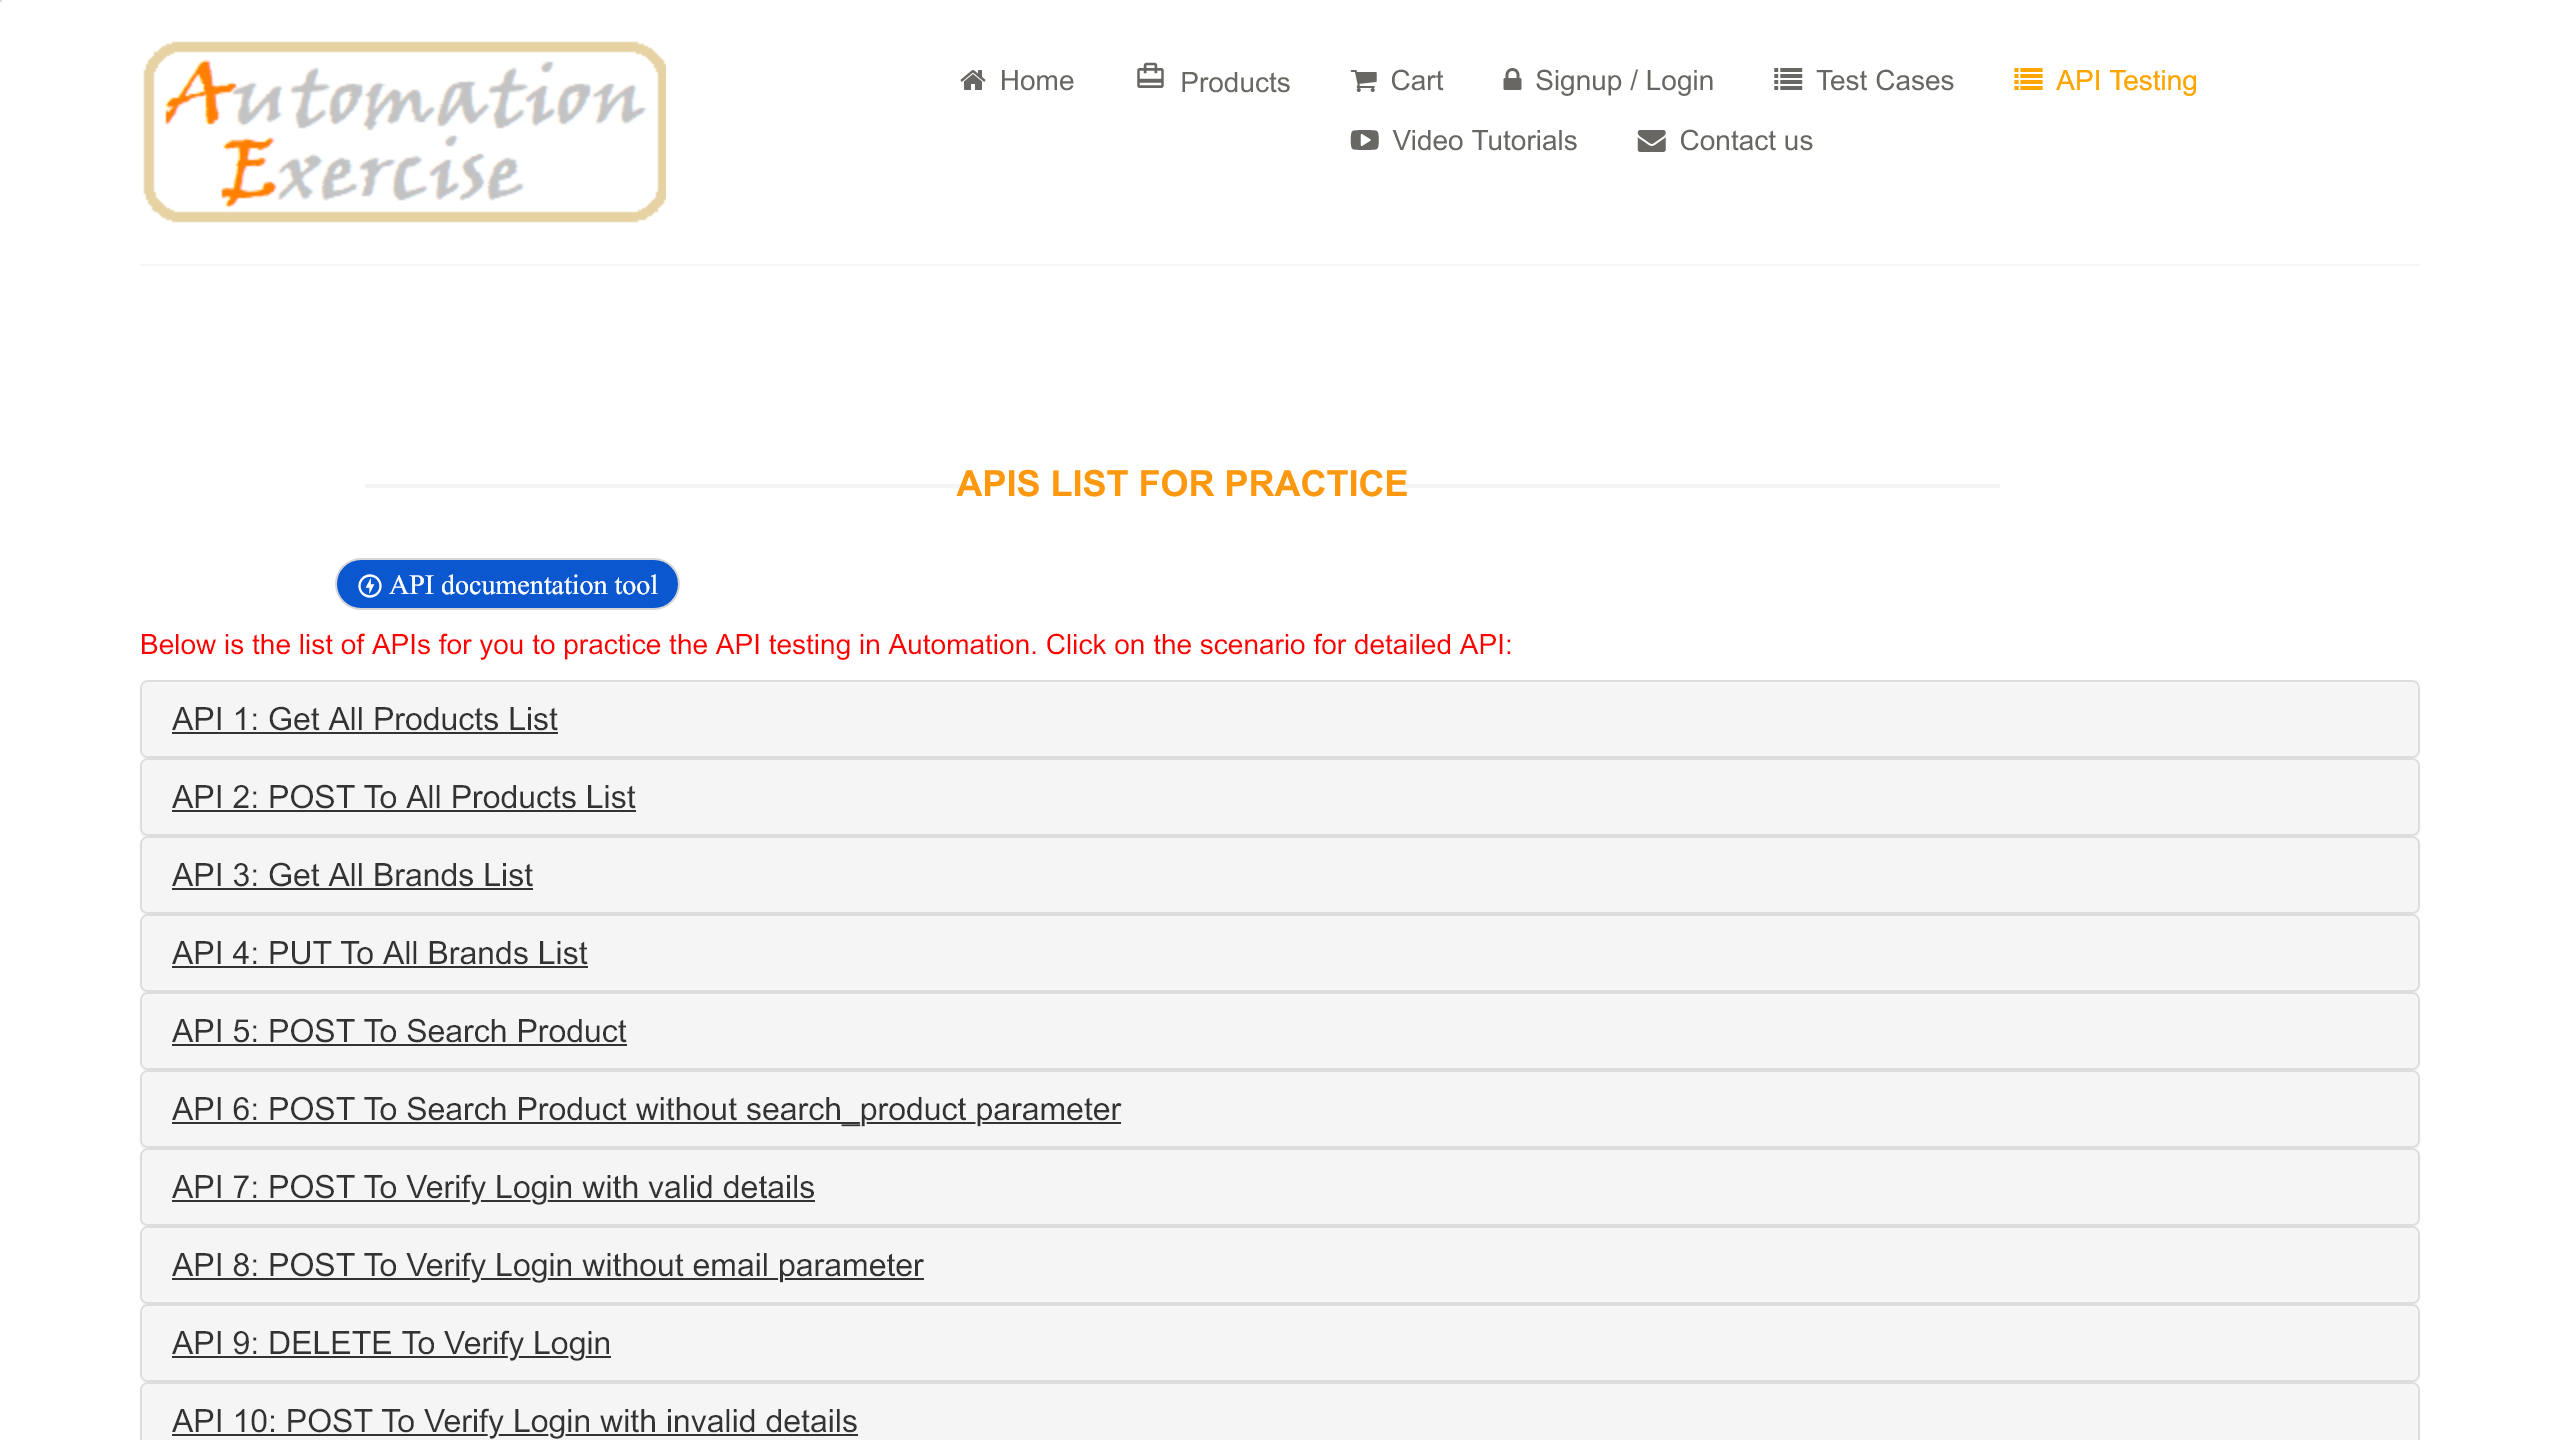 Automation
Exercise
Home Products Cart Signup / Login Test Cases API Testing
Video Tutorials Contact us
APIS LIST FOR PRACTICE
API documentation tool
Below is the list of APIs for you to practice the API testing in Automation. Click on the scenario for detailed API:
API 1: Get All Products List
API 2: POST To All Products List
API 3: Get All Brands List
API 4: PUT To All Brands List
API 5: POST To Search Product
API 6: POST To Search Product without search_product parameter
API 7: POST To Verify Login with valid details
API 8: POST To Verify Login without email parameter
API 9: DELETE To Verify Login
API 10: POST To Verify Login with invalid details